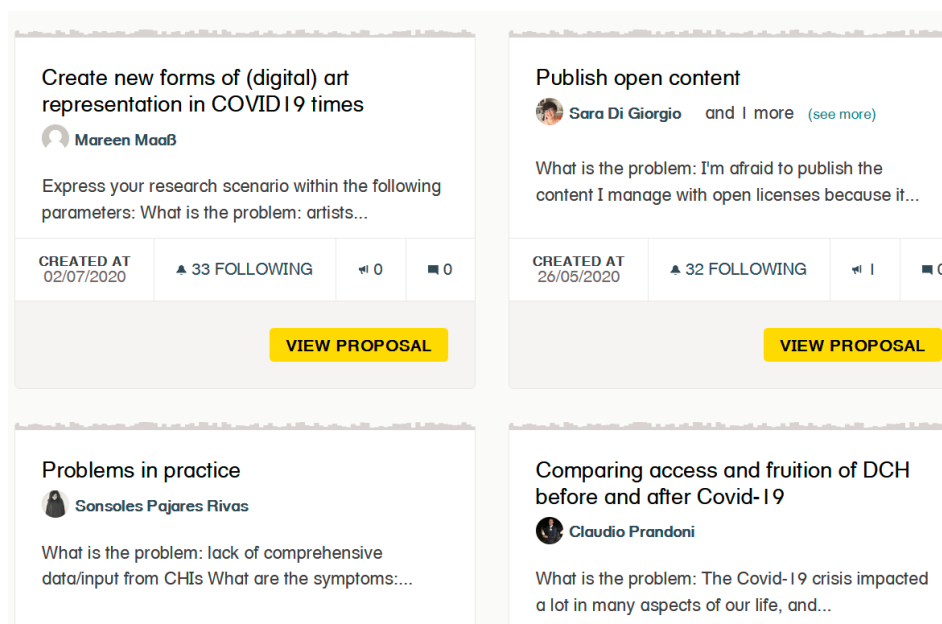 Create new forms of (digital) art
representation in COVID19 times
Mareen Maaß
Express your research scenario within the following
parameters: What is the problem: artists...
CREATED AT
02/07/2020
33 FOLLOWING
0
0
VIEW PROPOSAL
Publish open content
Sara Di Giorgio and 1 more (see more)
What is the problem: I'm afraid to publish the
content I manage with open licenses because it...
CREATED AT
26/05/2020
32 FOLLOWING
1
0
VIEW PROPOSAL
Problems in practice
Sonsoles Pajares Rivas
What is the problem: lack of comprehensive
data/input from CHIs What are the symptoms:...
Comparing access and fruition of DCH
before and after Covid-19
Claudio Prandoni
What is the problem: The Covid-19 crisis impacted
a lot in many aspects of our life, and...